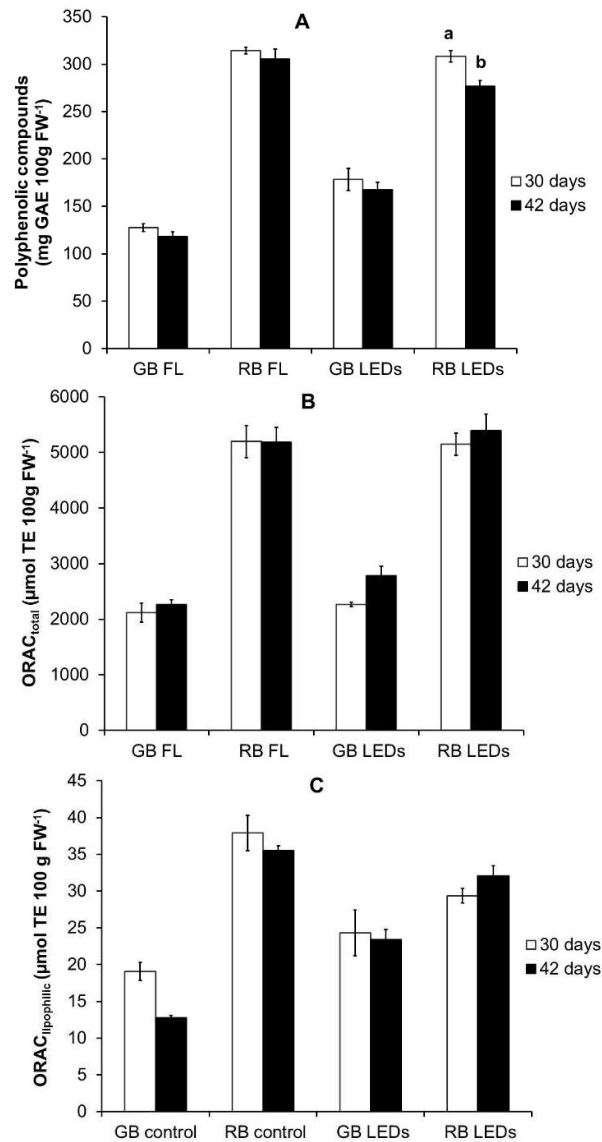 A
Polyphenolic compounds
(mg GAE 100g FW-1)
350
300
250
200
150
100
50
0
a
b
30 days
42 days
GB FL RB FL GB LEDs RB LEDs
B
ORACtotal (µmol TE 100g FW-1)
6000
5000
4000
3000
2000
1000
0
30 days
42 days
GB FL RB FL GB LEDs RB LEDs
C
ORAClipophilic (µmol TE 100 g FW-1)
45
40
35
30
25
20
15
10
5
0
30 days
42 days
GB control RB control GB LEDs RB LEDs